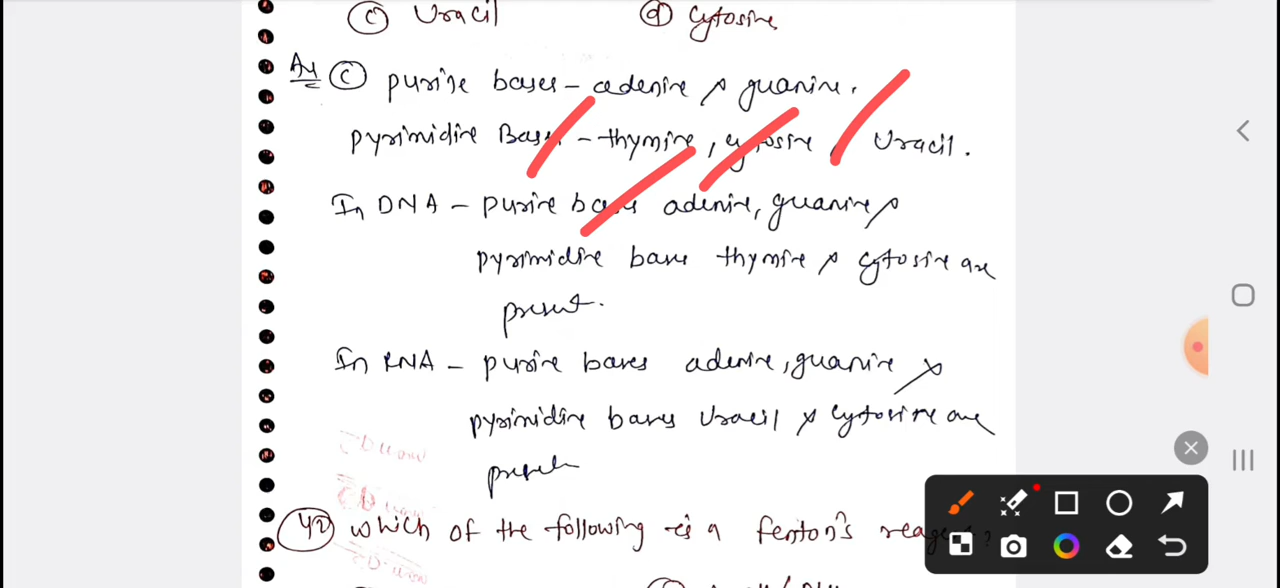 (c) Uracil (d) Cytosine
Ans (c) purine bases - adenine & guanine.
pyrimidine Bases - thymine, cytosine, Uracil.
In DNA - purine bases adenine, guanine &
pyrimidine bases thymine & cytosine are
present.
In RNA - purine bases adenine, guanine &
pyrimidine bases Uracil & cytosine are
present
42) which of the following is a fenton's reagent?